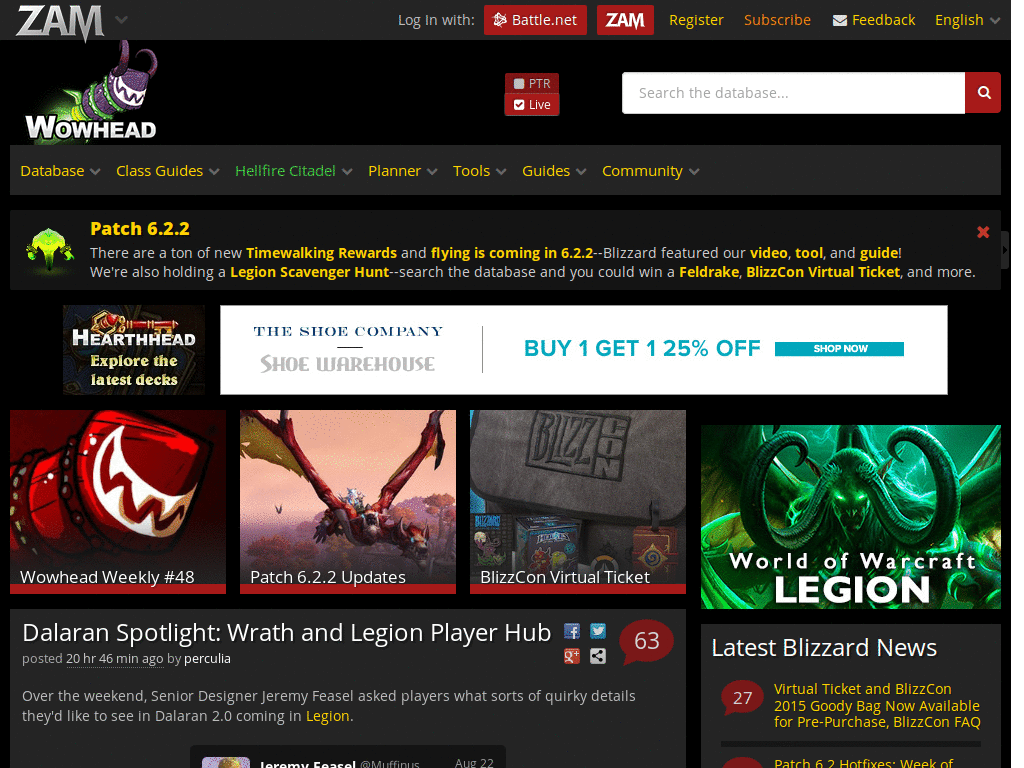 ZAM
Log In with: Battle.net ZAM Register Subscribe Feedback English
WOWHEAD
PTR
Live
Search the database...
Database Class Guides Hellfire Citadel Planner Tools Guides Community
Patch 6.2.2
There are a ton of new Timewalking Rewards and flying is coming in 6.2.2--Blizzard featured our video, tool, and guide!
We're also holding a Legion Scavenger Hunt--search the database and you could win a Feldrake, BlizzCon Virtual Ticket, and more.
HEARTHHEAD
Explore the
latest decks
THE SHOE COMPANY
SHOE WAREHOUSE
BUY 1 GET 1 25% OFF
SHOP NOW
BLIZZCON
Wowhead Weekly #48
Patch 6.2.2 Updates
BlizzCon Virtual Ticket
World of Warcraft
LEGION
Dalaran Spotlight: Wrath and Legion Player Hub
63
posted 20 hr 46 min ago by perculia
Over the weekend, Senior Designer Jeremy Feasel asked players what sorts of quirky details
they'd like to see in Dalaran 2.0 coming in Legion.
Jeremy Feasel @Muffinus Aug 22
Latest Blizzard News
27
Virtual Ticket and BlizzCon
2015 Goody Bag Now Available
for Pre-Purchase, BlizzCon FAQ
Patch 6.2 Hotfixes: Week of